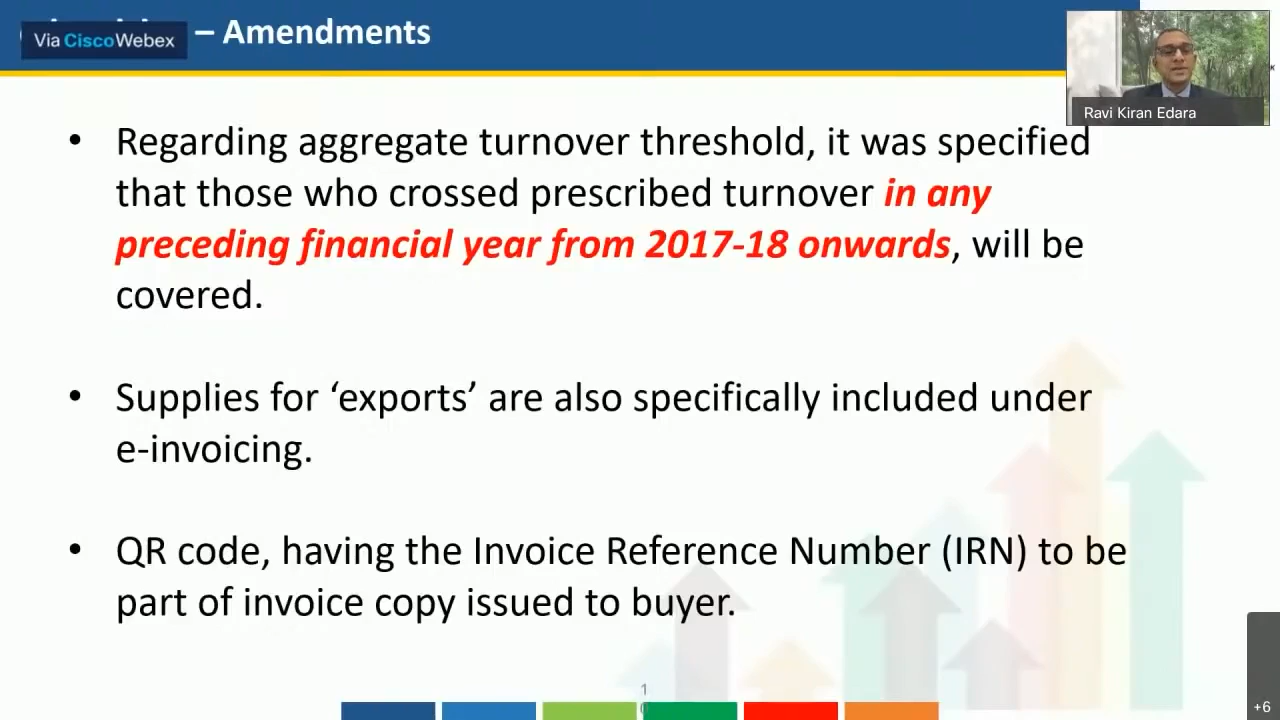 Via CiscoWebex – Amendments
Ravi Kiran Edara
• Regarding aggregate turnover threshold, it was specified
that those who crossed prescribed turnover in any
preceding financial year from 2017-18 onwards, will be
covered.
• Supplies for ‘exports’ are also specifically included under
e-invoicing.
• QR code, having the Invoice Reference Number (IRN) to be
part of invoice copy issued to buyer.
+6